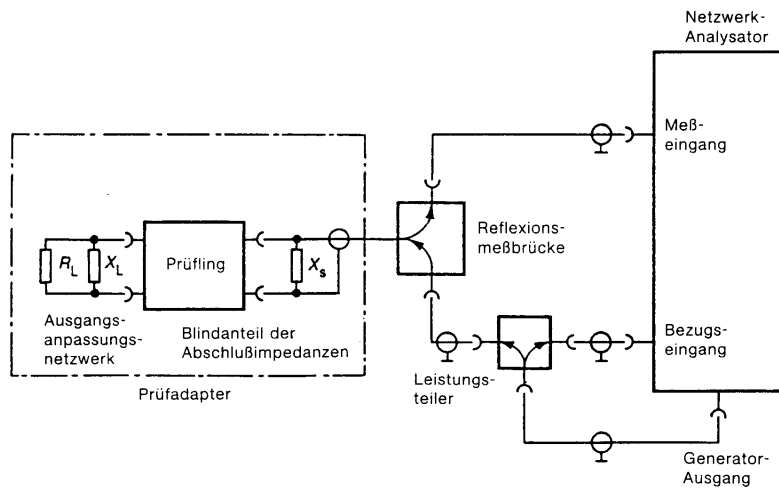 Netzwerk-
Analysator
Meß-
eingang
Reflexions-
meßbrücke
R_L
X_L
Prüfling
X_s
Ausgangs-
anpassungs-
netzwerk
Blindanteil der
Abschlußimpedanzen
Prüfadapter
Bezugs-
eingang
Leistungs-
teiler
Generator-
Ausgang